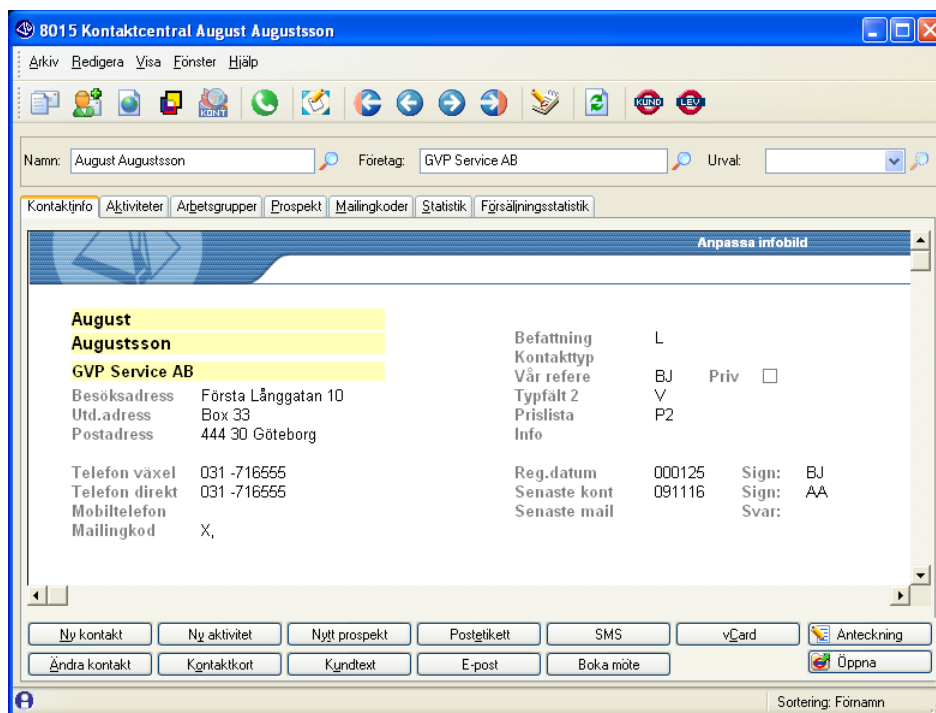 8015 Kontaktcentral August Augustsson
Arkiv Redigera Visa Fönster Hjälp
KONT KUND LEV
Namn: August Augustsson Företag: GVP Service AB Urval:
Kontaktinfo Aktiviteter Arbetsgrupper Prospekt Mailingkoder Statistik Försäljningsstatistik
Anpassa infobild
August
Augustsson
GVP Service AB
Besöksadress Första Långgatan 10
Utd.adress Box 33
Postadress 444 30 Göteborg
Telefon växel 031 -716555
Telefon direkt 031 -716555
Mobiltelefon
Mailingkod X,
Befattning L
Kontakttyp
Vår refere BJ Priv
Typfält 2 V
Prislista P2
Info
Reg.datum 000125 Sign: BJ
Senaste kont 091116 Sign: AA
Senaste mail Svar:
Ny kontakt Ny aktivitet Nytt prospekt Postetikett SMS vCard Anteckning
Ändra kontakt Kontaktkort Kundtext E-post Boka möte Öppna
Sortering: Förnamn